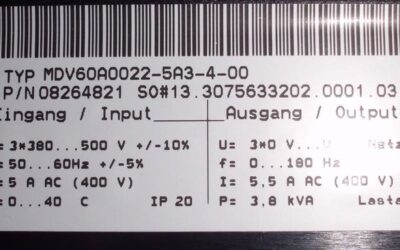 TYP MDV60A0022-5A3-4-00
P/N 08264821 SO#13.3075633202.0001.03
Eingang / Input Ausgang / Output
= 3*380...500 V +/-10% U= 3*0 V...U Netz
= 50...60Hz +/-5% f= 0...180 Hz
= 5 A AC (400 V) I= 5,5 A AC (400 V)
= 0...40 C IP 20 P= 3,8 kVA Lasta